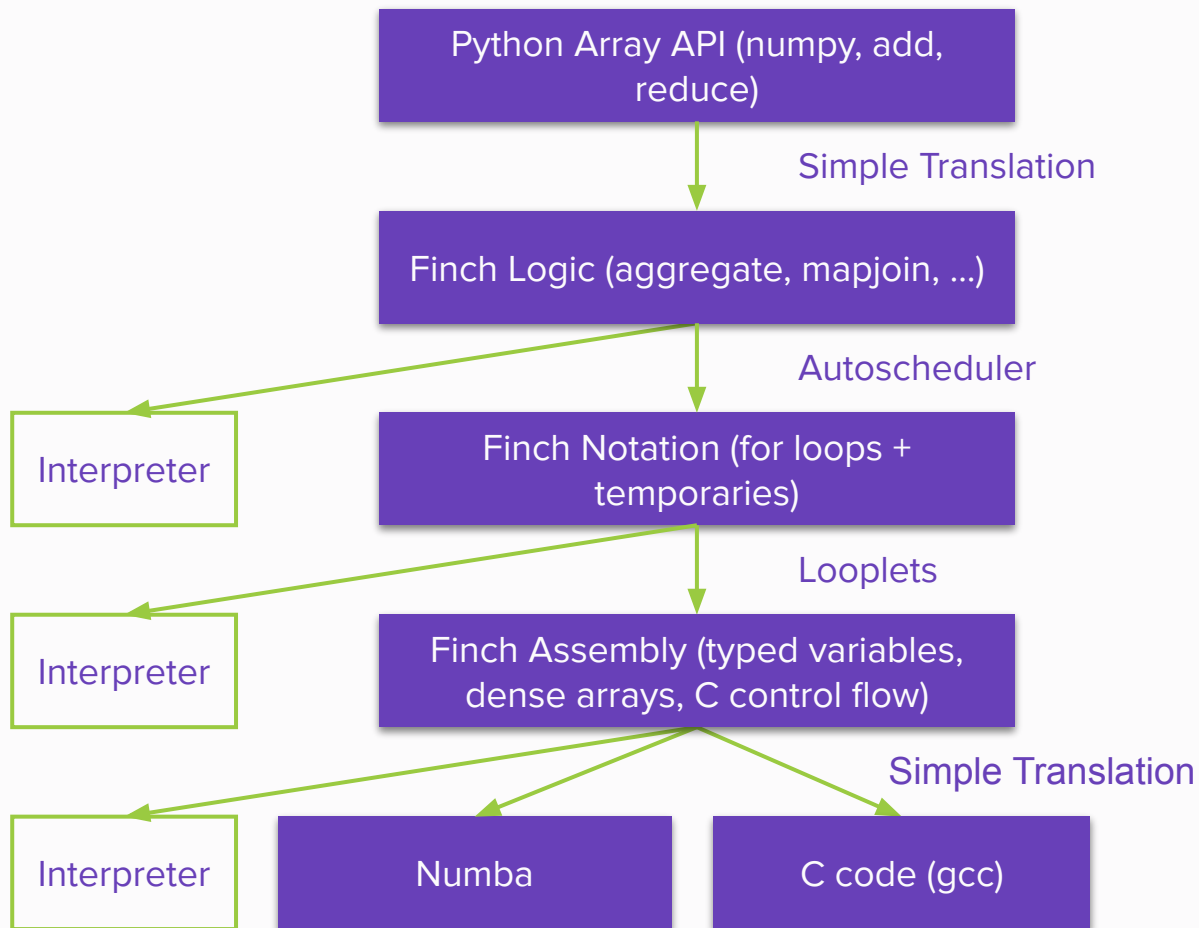 Python Array API (numpy, add,
reduce)
Simple Translation
Finch Logic (aggregate, mapjoin, ...)
Autoscheduler
Interpreter
Finch Notation (for loops +
temporaries)
Looplets
Interpreter
Finch Assembly (typed variables,
dense arrays, C control flow)
Simple Translation
Interpreter
Numba
C code (gcc)